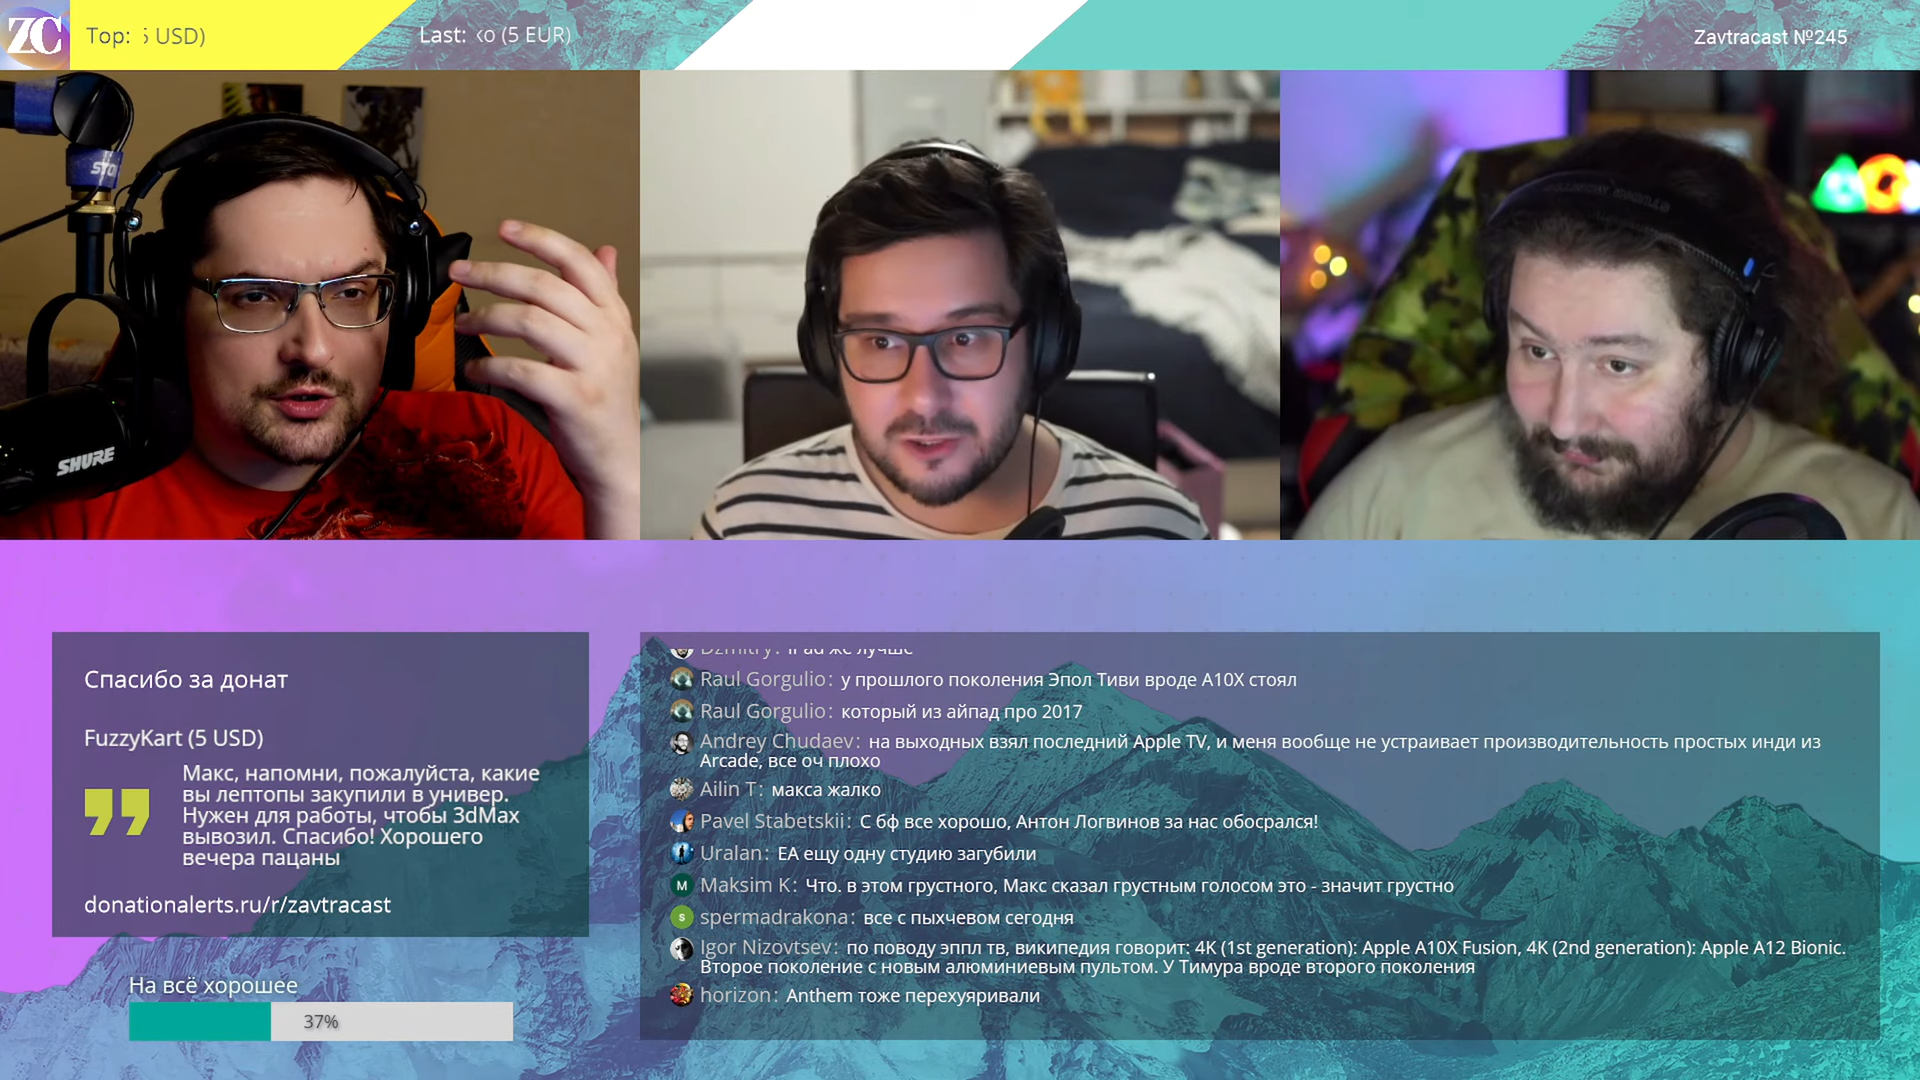 ZC
Top: 5 USD)
Last: ко (5 EUR)
Zavtracast №245
STO
SHURE
Спасибо за донат
FuzzyKart (5 USD)
Макс, напомни, пожалуйста, какие
вы лептопы закупили в универ.
Нужен для работы, чтобы 3dMax
вывозил. Спасибо! Хорошего
вечера пацаны
donationalerts.ru/r/zavtracast
На всё хорошее
37%
Dzmitry: iPad же лучше
Raul Gorgulio: у прошлого поколения Эпол Тиви вроде A10X стоял
Raul Gorgulio: который из айпад про 2017
Andrey Chudaev: на выходных взял последний Apple TV, и меня вообще не устраивает производительность простых инди из
Arcade, все оч плохо
Ailin T: макса жалко
Pavel Stabetskii: С бф все хорошо, Антон Логвинов за нас обосрался!
Uralan: EA ещу одну студию загубили
M Maksim K: Что. в этом грустного, Макс сказал грустным голосом это - значит грустно
s spermadrakona: все с пыхчевом сегодня
Igor Nizovtsev: по поводу эппл тв, википедия говорит: 4K (1st generation): Apple A10X Fusion, 4K (2nd generation): Apple A12 Bionic.
Второе поколение с новым алюминиевым пультом. У Тимура вроде второго поколения
horizon: Anthem тоже перехуяривали